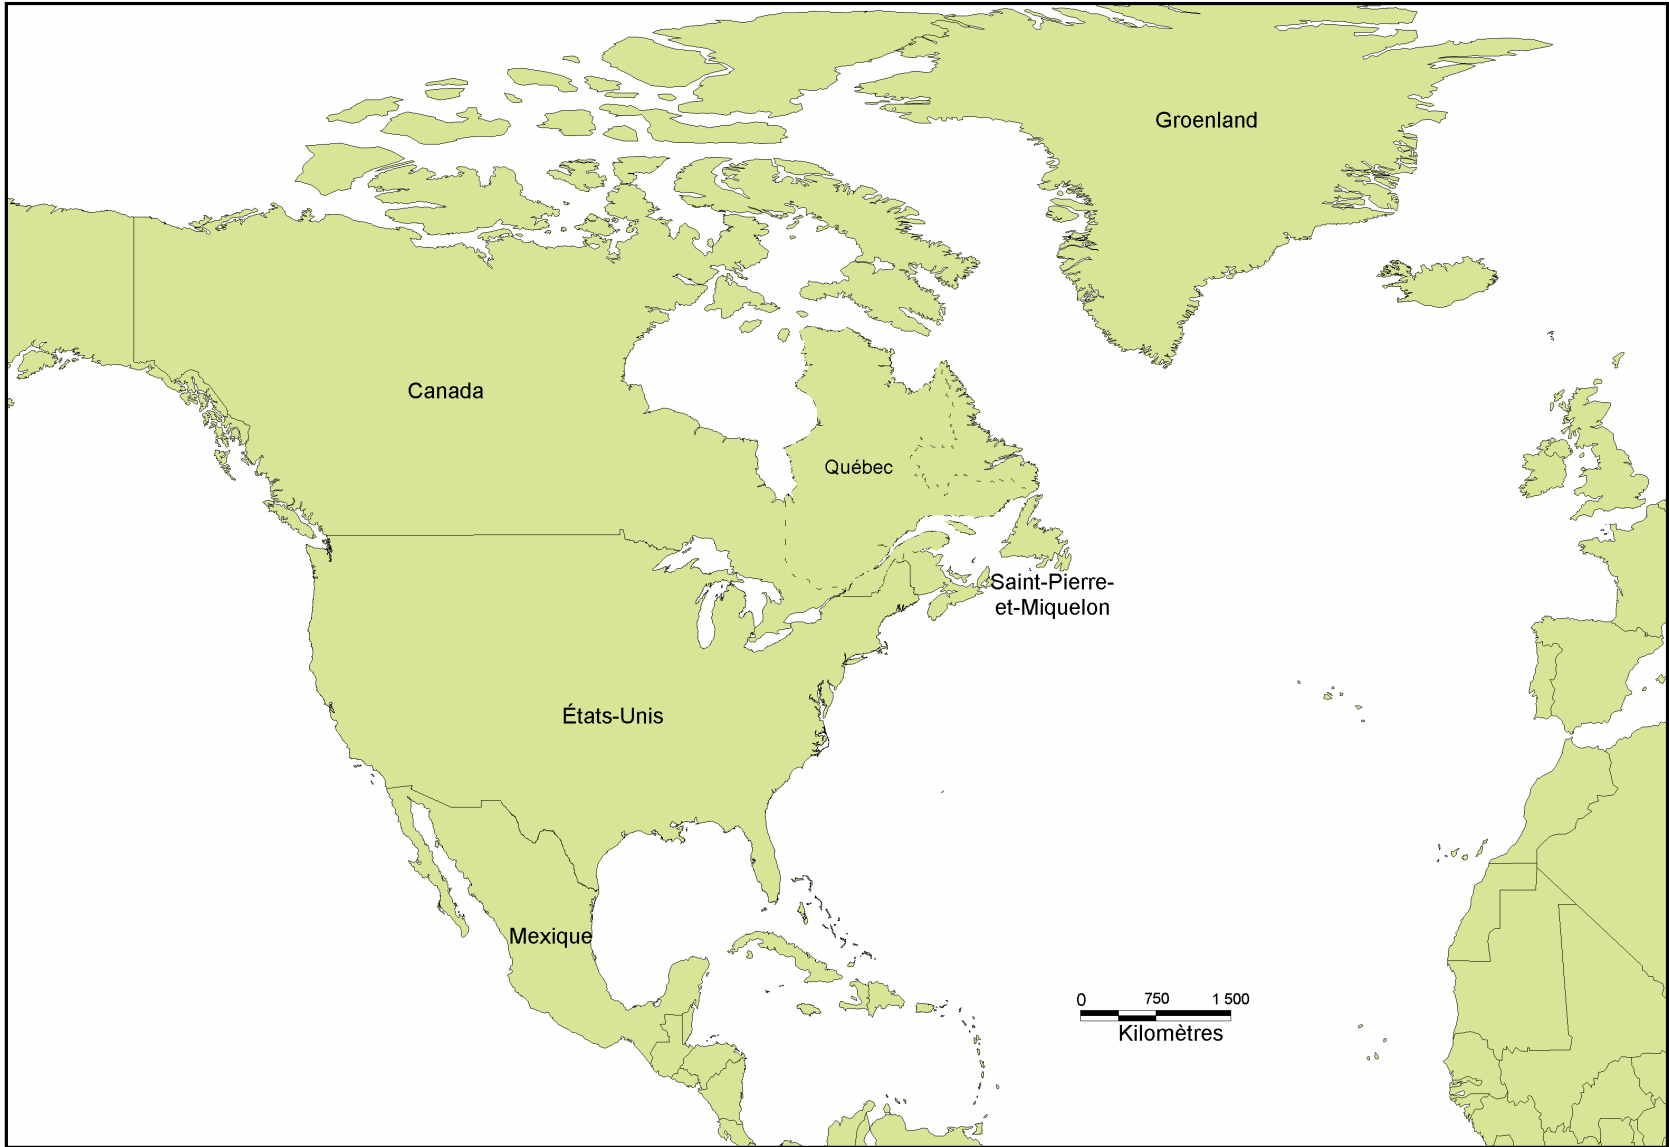 Groenland
Canada
Québec
Saint-Pierre-
et-Miquelon
États-Unis
Mexique
0 750 1 500
Kilomètres